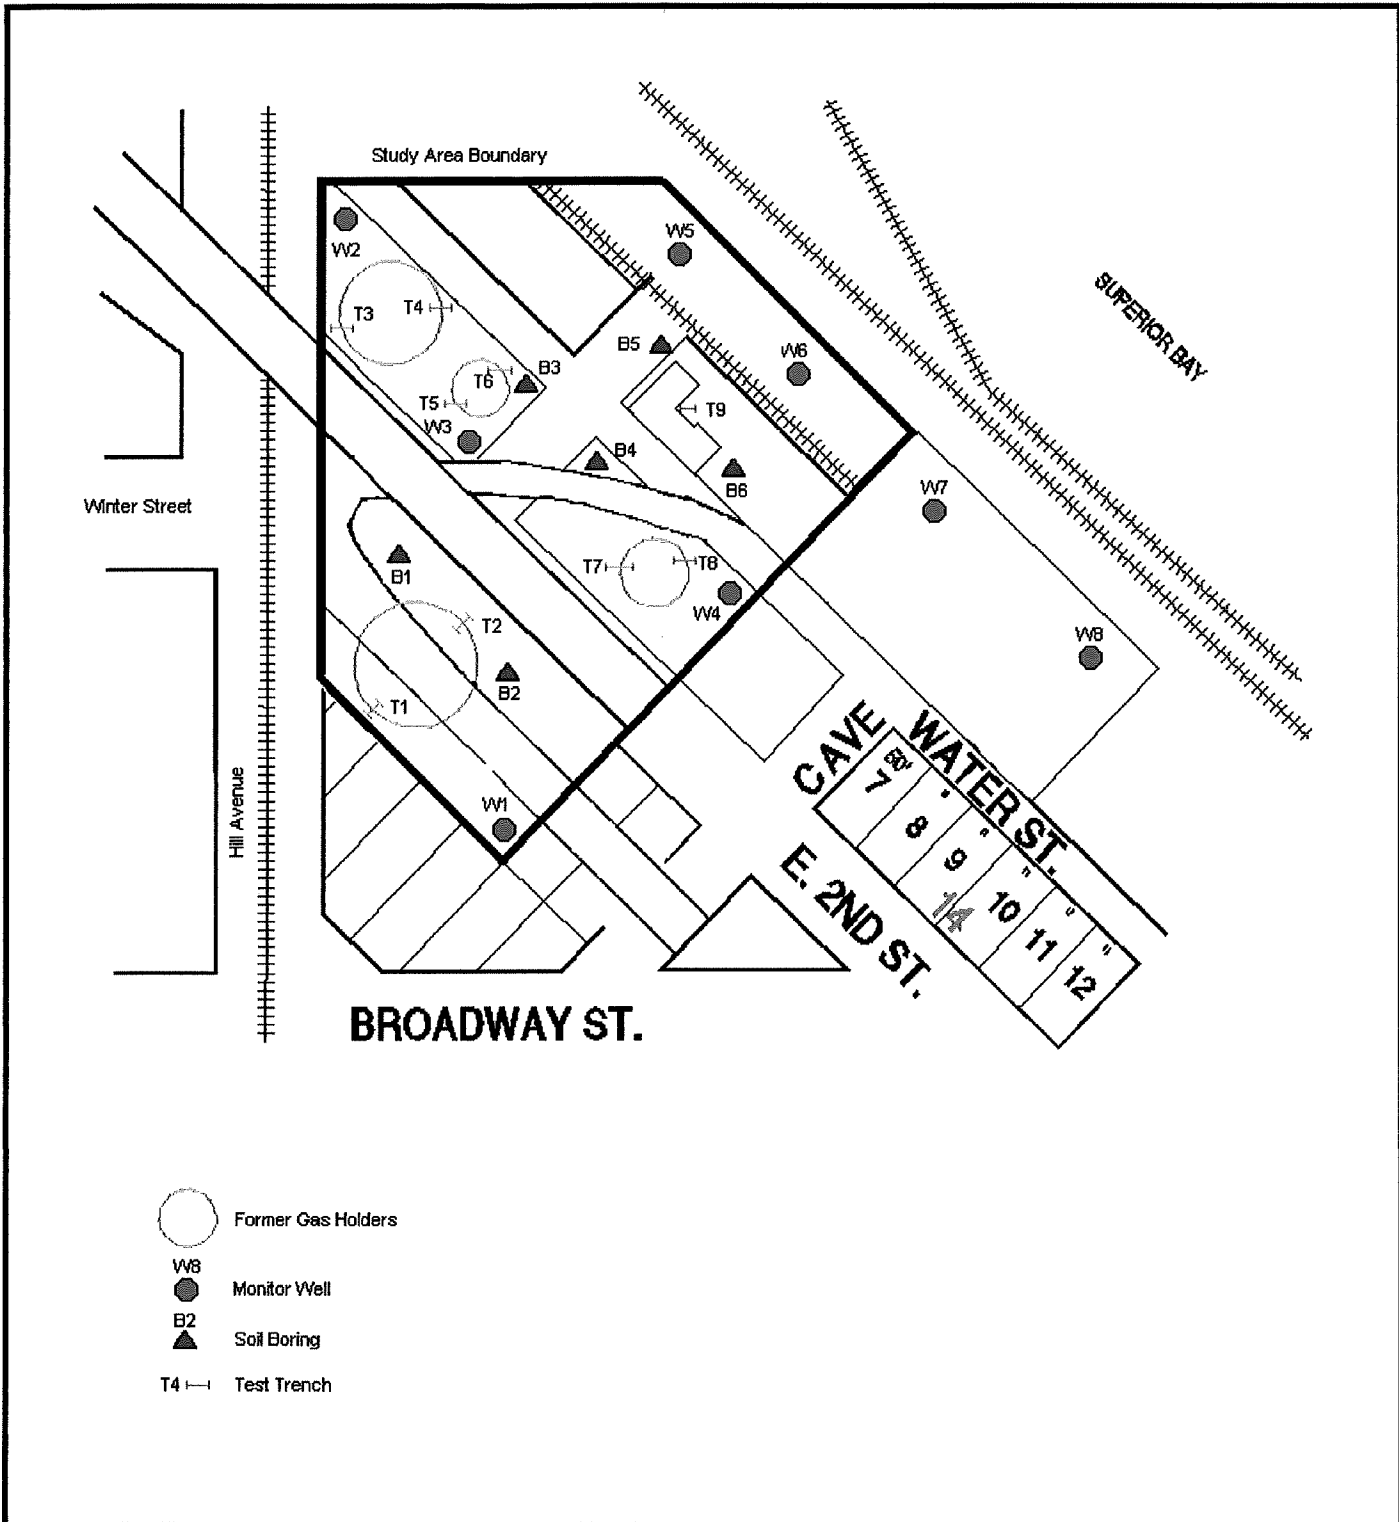 Study Area Boundary
W2
W5
SUPERIOR BAY
T3
T4
B5
W6
T6
B3
T5
T9
W3
B4
B6
W7
Winter Street
B1
T7
T8
W4
T2
W8
B2
T1
CAVE
WATER ST.
60'
7
"
8
"
9
"
10
"
11
"
12
14
Hill Avenue
W1
E. 2ND ST.
BROADWAY ST.
Former Gas Holders
W8
Monitor Well
B2
Soil Boring
T4
Test Trench